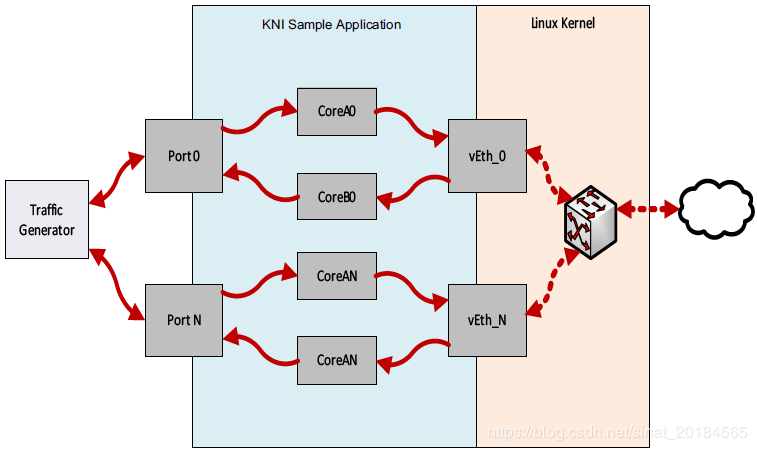 KNI Sample Application
Linux Kernel
CoreA0
Port 0
vEth_0
CoreB0
Traffic
Generator
CoreAN
Port N
vEth_N
CoreAN
https://blog.csdn.net/sinat_20184565